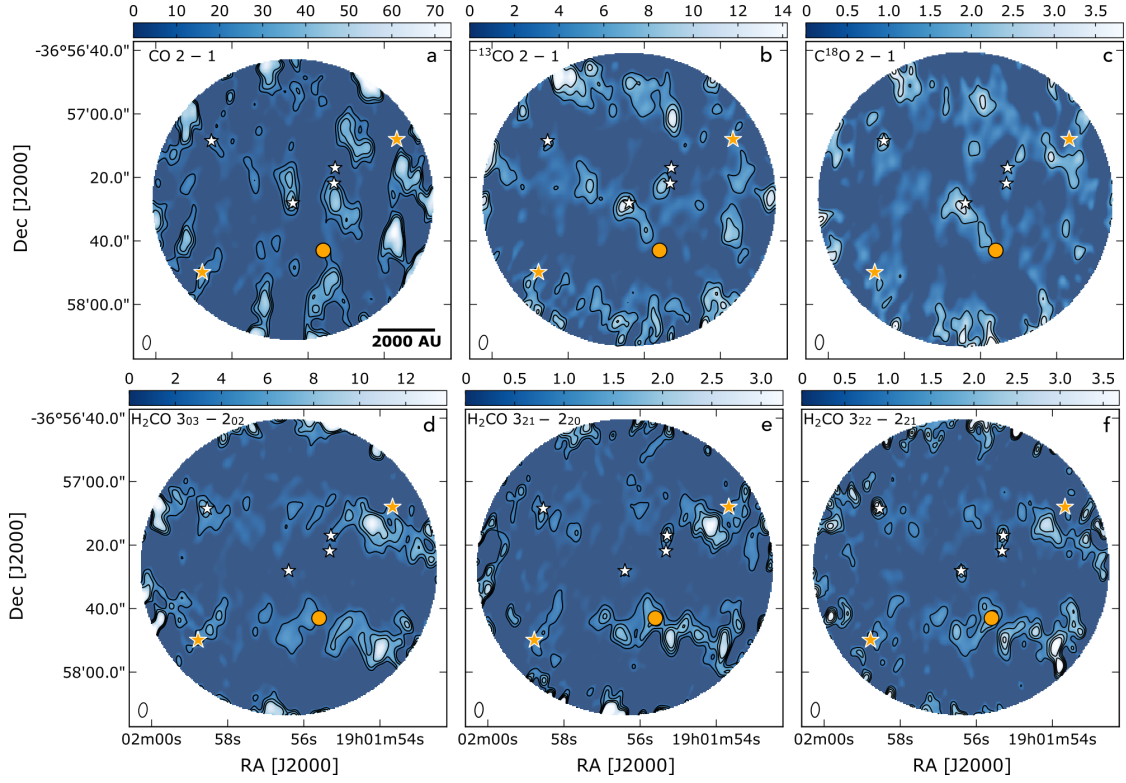 0 10 20 30 40 50 60 70
0 2 4 6 8 10 12 14
0.0 0.5 1.0 1.5 2.0 2.5 3.0 3.5
-36°56'40.0"
CO 2 − 1
a
¹³CO 2 − 1
b
C¹⁸O 2 − 1
c
57'00.0"
20.0"
Dec [J2000]
40.0"
58'00.0"
2000 AU
0 2 4 6 8 10 12
0.0 0.5 1.0 1.5 2.0 2.5 3.0
0.0 0.5 1.0 1.5 2.0 2.5 3.0 3.5
-36°56'40.0"
H₂CO 3₀₃ − 2₀₂
d
H₂CO 3₂₁ − 2₂₀
e
H₂CO 3₂₂ − 2₂₁
f
57'00.0"
20.0"
Dec [J2000]
40.0"
58'00.0"
02m00s 58s 56s 19h01m54s
02m00s 58s 56s 19h01m54s
02m00s 58s 56s 19h01m54s
RA [J2000]
RA [J2000]
RA [J2000]